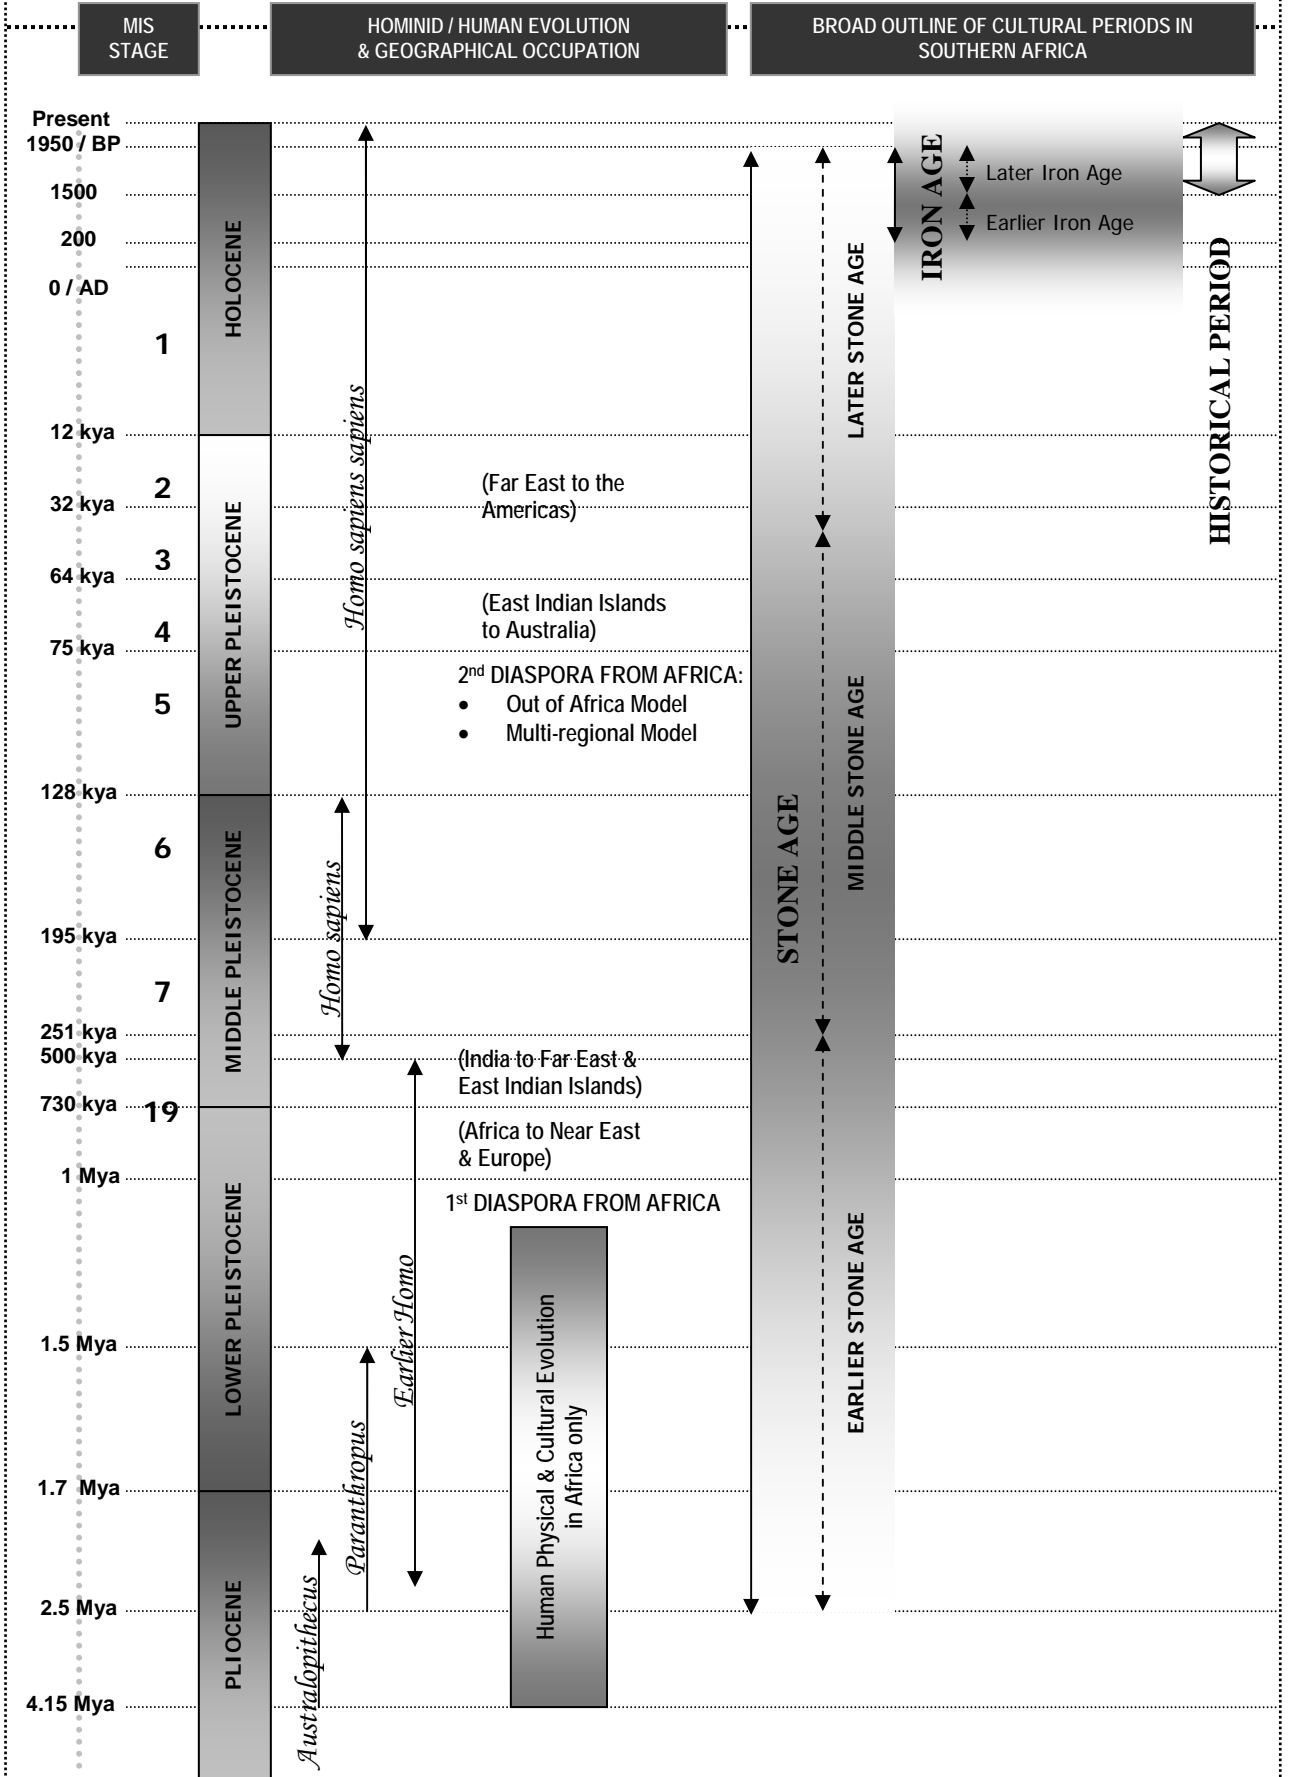 MIS
STAGE
HOMINID / HUMAN EVOLUTION
& GEOGRAPHICAL OCCUPATION
BROAD OUTLINE OF CULTURAL PERIODS IN
SOUTHERN AFRICA
Present
1950 / BP
1500
200
0 / AD
12 kya
32 kya
64 kya
75 kya
128 kya
195 kya
251 kya
500 kya
730 kya
1 Mya
1.5 Mya
1.7 Mya
2.5 Mya
4.15 Mya
1
2
3
4
5
6
7
19
HOLOCENE
UPPER PLEISTOCENE
MIDDLE PLEISTOCENE
LOWER PLEISTOCENE
PLIOCENE
Homo sapiens sapiens
Homo sapiens
Earlier Homo
Paranthropus
Australopithecus
(Far East to the
Americas)
(East Indian Islands
to Australia)
2nd DIASPORA FROM AFRICA:
• Out of Africa Model
• Multi-regional Model
(India to Far East &
East Indian Islands)
(Africa to Near East
& Europe)
1st DIASPORA FROM AFRICA
Human Physical & Cultural Evolution
in Africa only
STONE AGE
LATER STONE AGE
MIDDLE STONE AGE
EARLIER STONE AGE
IRON AGE
Later Iron Age
Earlier Iron Age
HISTORICAL PERIOD